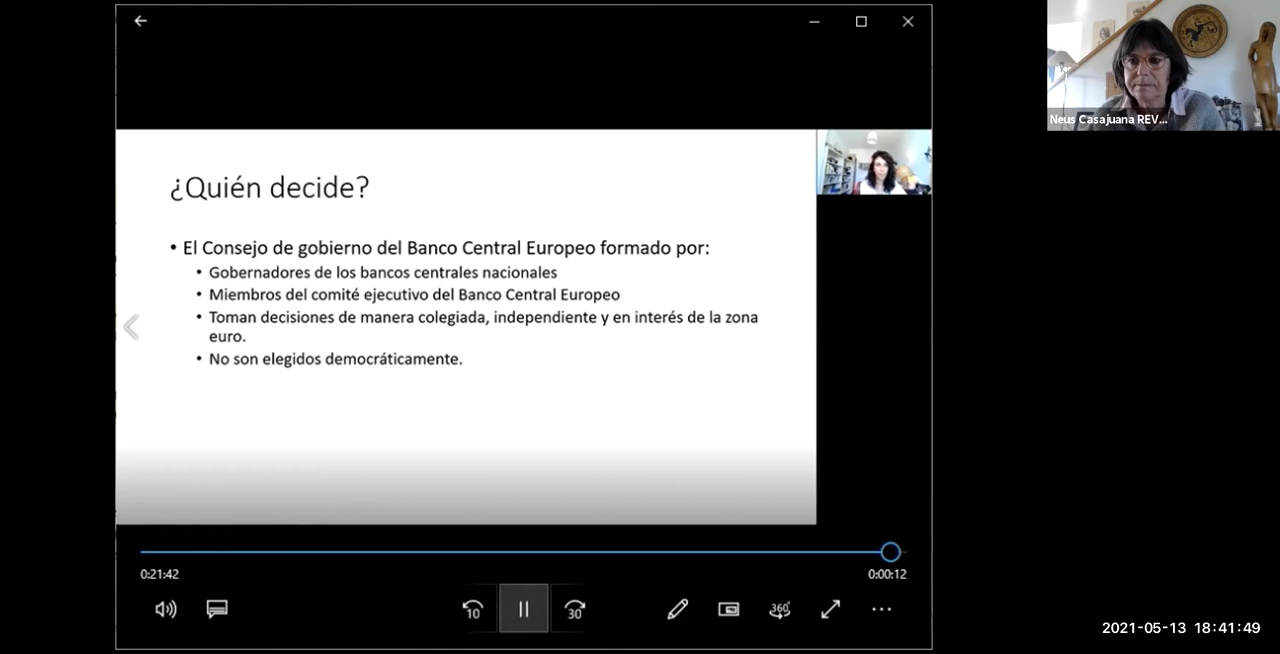 Neus Casajuana REV...
¿Quién decide?
• El Consejo de gobierno del Banco Central Europeo formado por:
• Gobernadores de los bancos centrales nacionales
• Miembros del comité ejecutivo del Banco Central Europeo
• Toman decisiones de manera colegiada, independiente y en interés de la zona
euro.
• No son elegidos democráticamente.
0:21:42
0:00:12
10
30
360
2021-05-13 18:41:49